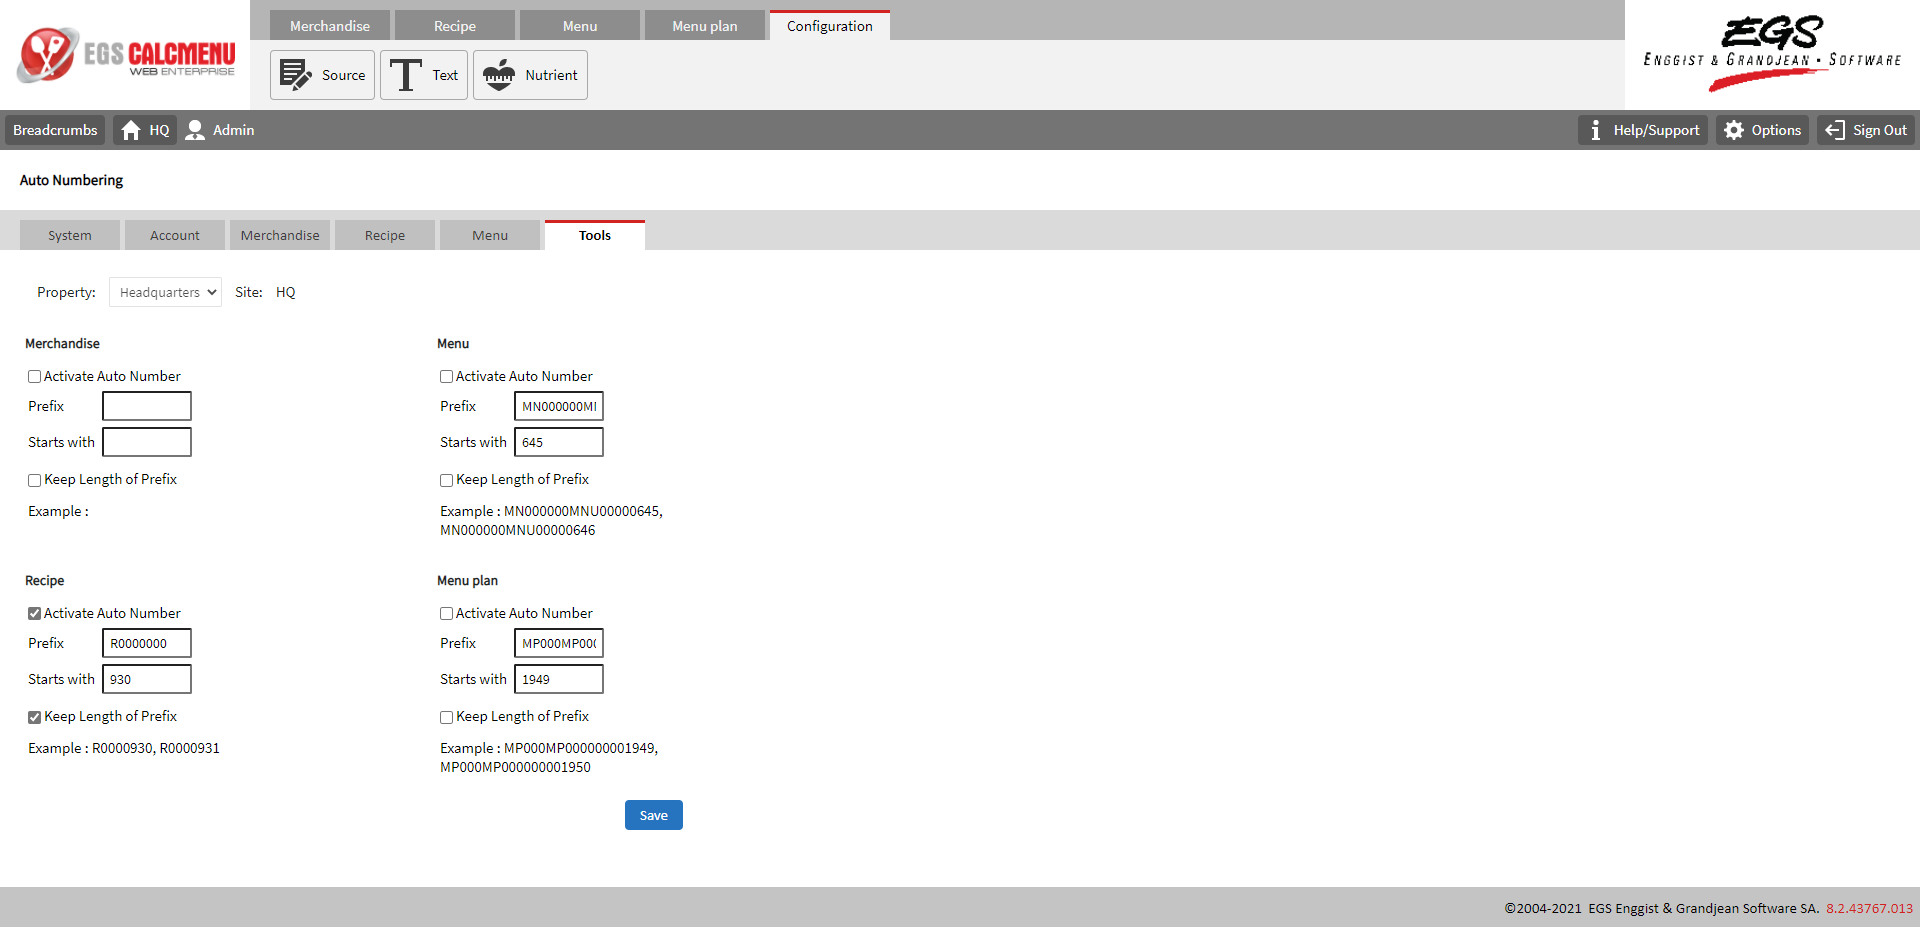 EGS CALCMENU
WEB ENTERPRISE
Merchandise Recipe Menu Menu plan Configuration
Source Text Nutrient
EGS
ENGGIST & GRANDJEAN • SOFTWARE
Breadcrumbs HQ Admin Help/Support Options Sign Out
Auto Numbering
System Account Merchandise Recipe Menu Tools
Property: Headquarters Site: HQ
Merchandise
Activate Auto Number
Prefix
Starts with
Keep Length of Prefix
Example :
Menu
Activate Auto Number
Prefix MN000000M
Starts with 645
Keep Length of Prefix
Example : MN000000MNU00000645,
MN000000MNU00000646
Recipe
Activate Auto Number
Prefix R0000000
Starts with 930
Keep Length of Prefix
Example : R0000930, R0000931
Menu plan
Activate Auto Number
Prefix MP000MP00
Starts with 1949
Keep Length of Prefix
Example : MP000MP000000001949,
MP000MP000000001950
Save
©2004-2021 EGS Enggist & Grandjean Software SA. 8.2.43767.013